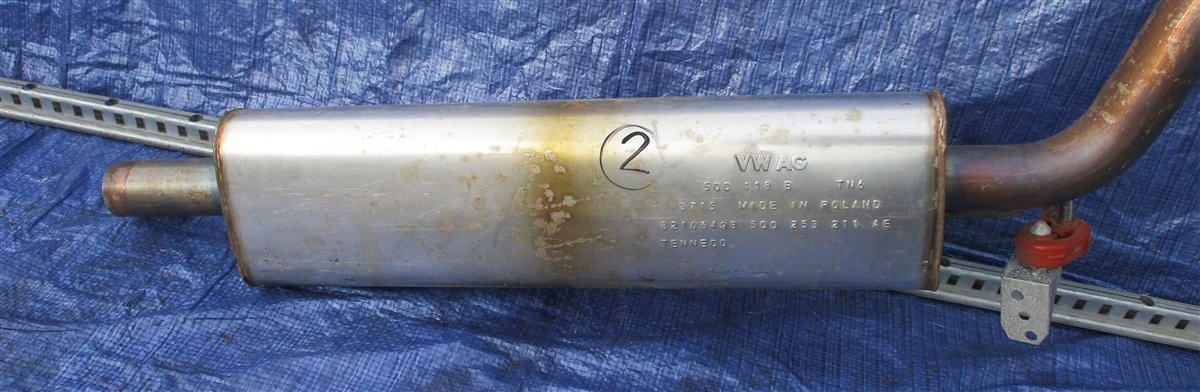 2
VW AG
5Q0 118 B TN6
3715 MADE IN POLAND
82106498 5Q0 253 211 AE
TENNECO